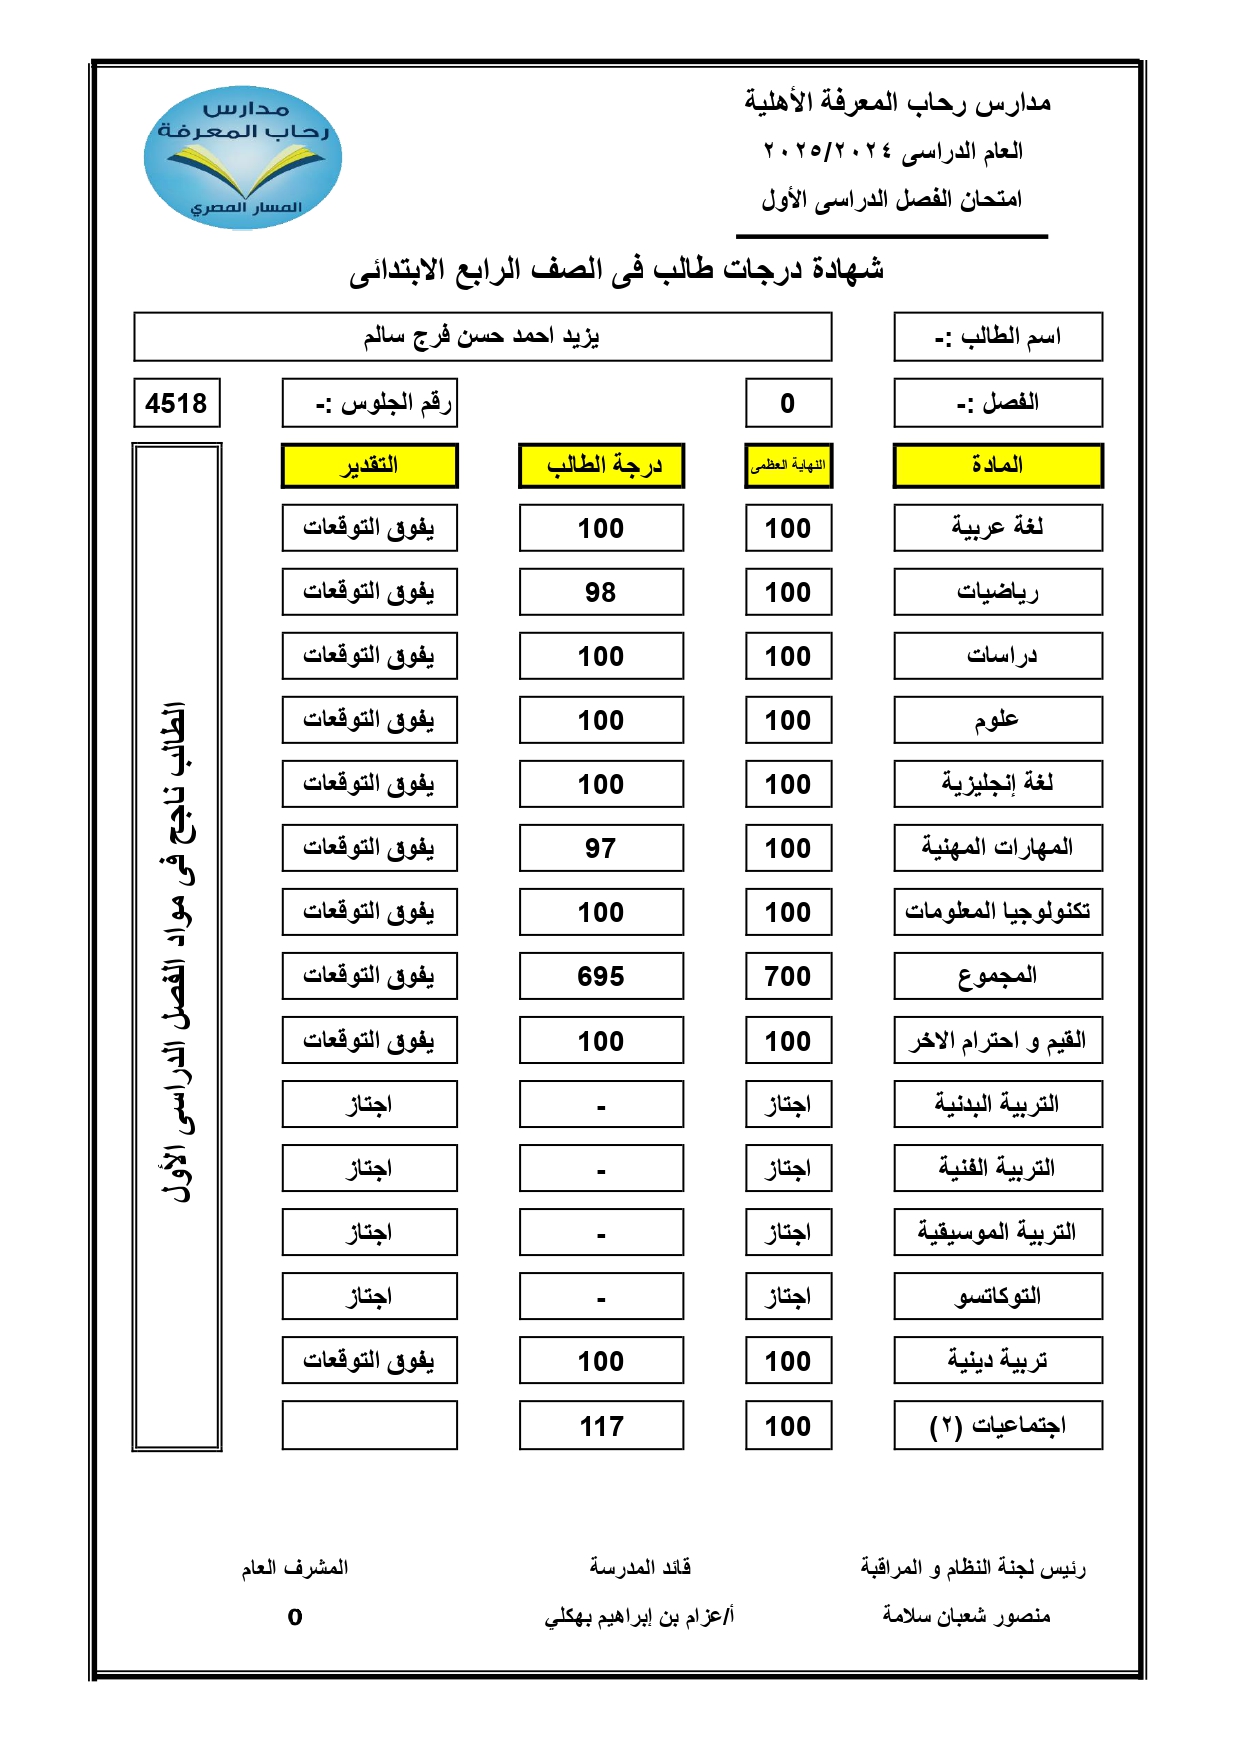 مدارس رحاب المعرفة الأهلية
العام الدراسى ٢٠٢٥/٢٠٢٤
امتحان الفصل الدراسى الأول
مدارس
رحاب المعرفة
المسار المصري
شهادة درجات طالب فى الصف الرابع الابتدائى
اسم الطالب :- يزيد احمد حسن فرج سالم
الفصل :- 0 رقم الجلوس :- 4518
المادة النهاية العظمى درجة الطالب التقدير
لغة عربية 100 100 يفوق التوقعات
رياضيات 100 98 يفوق التوقعات
دراسات 100 100 يفوق التوقعات
علوم 100 100 يفوق التوقعات
لغة إنجليزية 100 100 يفوق التوقعات
المهارات المهنية 100 97 يفوق التوقعات
تكنولوجيا المعلومات 100 100 يفوق التوقعات
المجموع 700 695 يفوق التوقعات
القيم و احترام الاخر 100 100 يفوق التوقعات
التربية البدنية اجتاز - اجتاز
التربية الفنية اجتاز - اجتاز
التربية الموسيقية اجتاز - اجتاز
التوكاتسو اجتاز - اجتاز
تربية دينية 100 100 يفوق التوقعات
اجتماعيات (٢) 100 117
الطالب ناجح فى مواد الفصل الدراسى الأول
رئيس لجنة النظام و المراقبة قائد المدرسة المشرف العام
منصور شعبان سلامة أ/عزام بن إبراهيم بهكلي 0